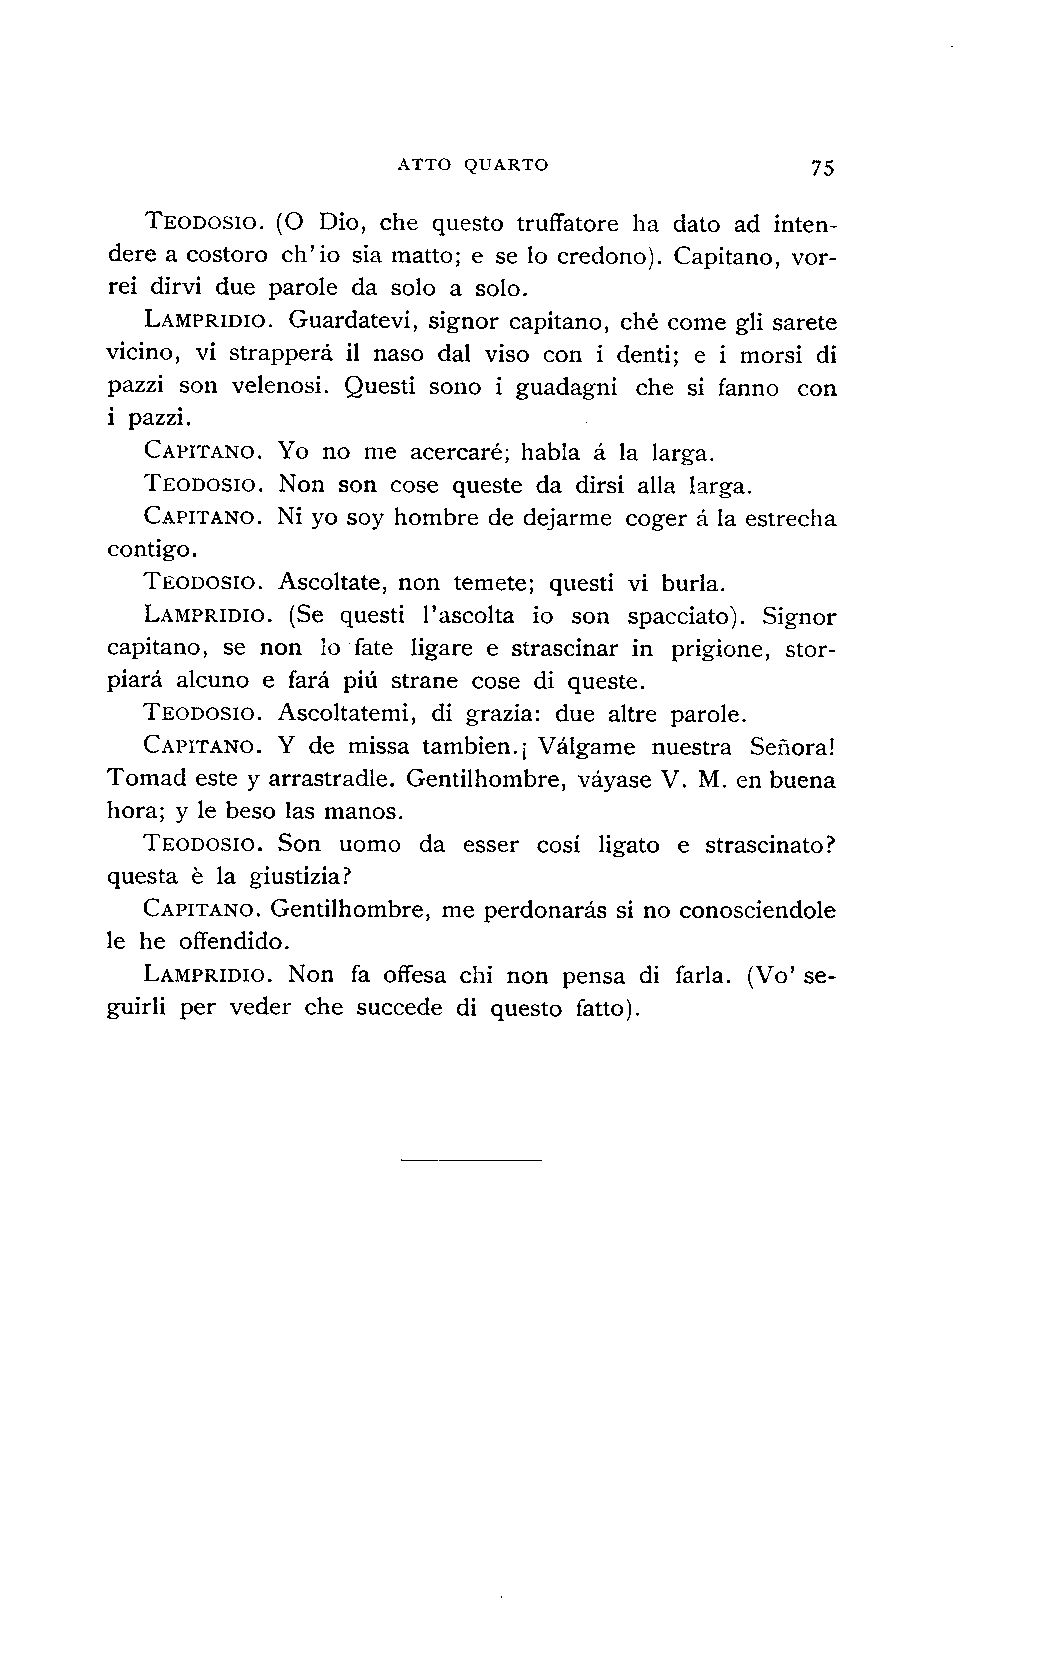 ATTO QUARTO 75
TEODOSIO. (O Dio, che questo truffatore ha dato ad inten-
dere a costoro ch'io sia matto; e se lo credono). Capitano, vor-
rei dirvi due parole da solo a solo.
LAMPRIDIO. Guardatevi, signor capitano, ché come gli sarete
vicino, vi strapperá il naso dal viso con i denti; e i morsi di
pazzi son velenosi. Questi sono i guadagni che si fanno con
i pazzi.
CAPITANO. Yo no me acercaré; habla á la larga.
TEODOSIO. Non son cose queste da dirsi alla larga.
CAPITANO. Ni yo soy hombre de dejarme coger á la estrecha
contigo.
TEODOSIO. Ascoltate, non temete; questi vi burla.
LAMPRIDIO. (Se questi l'ascolta io son spacciato). Signor
capitano, se non lo fate ligare e strascinar in prigione, stor-
piará alcuno e fará piú strane cose di queste.
TEODOSIO. Ascoltatemi, di grazia: due altre parole.
CAPITANO. Y de missa tambien.¡ Válgame nuestra Señora!
Tomad este y arrastradle. Gentilhombre, váyase V. M. en buena
hora; y le beso las manos.
TEODOSIO. Son uomo da esser cosí ligato e strascinato?
questa è la giustizia?
CAPITANO. Gentilhombre, me perdonarás si no conosciendole
le he offendido.
LAMPRIDIO. Non fa offesa chi non pensa di farla. (Vo' se-
guirli per veder che succede di questo fatto).